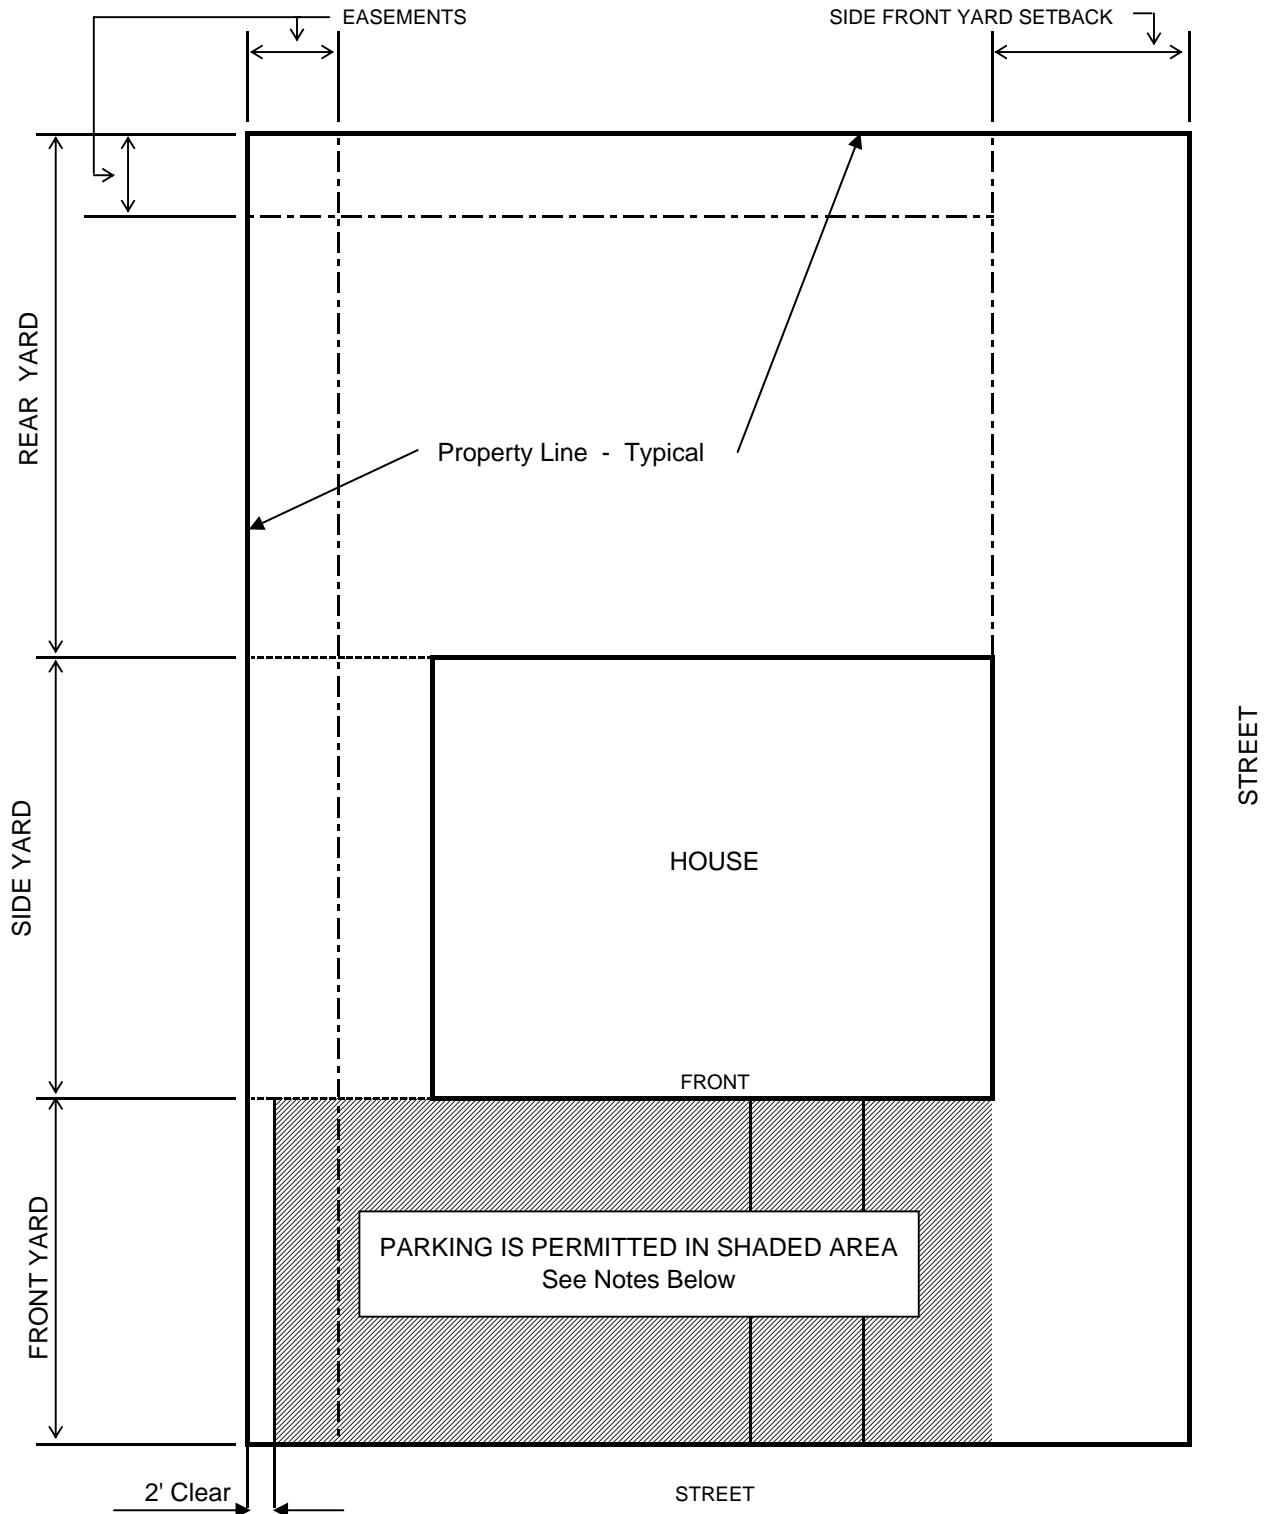 EASEMENTS
SIDE FRONT YARD SETBACK
REAR YARD
Property Line - Typical
STREET
SIDE YARD
HOUSE
FRONT
FRONT YARD
PARKING IS PERMITTED IN SHADED AREA
See Notes Below
2' Clear
STREET